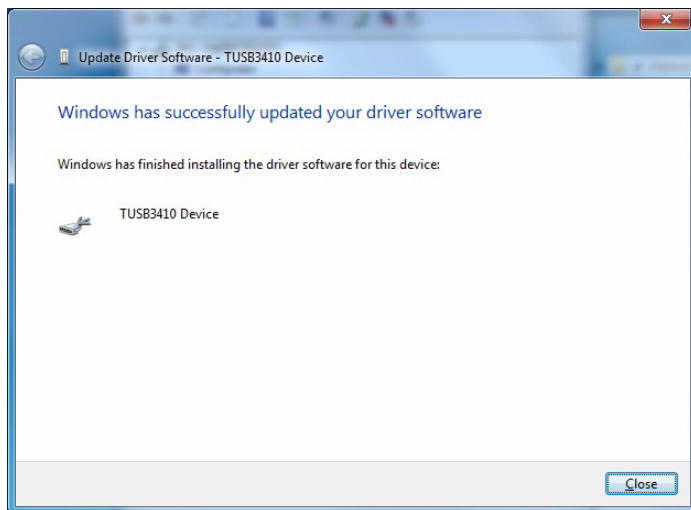 Update Driver Software - TUSB3410 Device
Windows has successfully updated your driver software
Windows has finished installing the driver software for this device:
TUSB3410 Device
Close